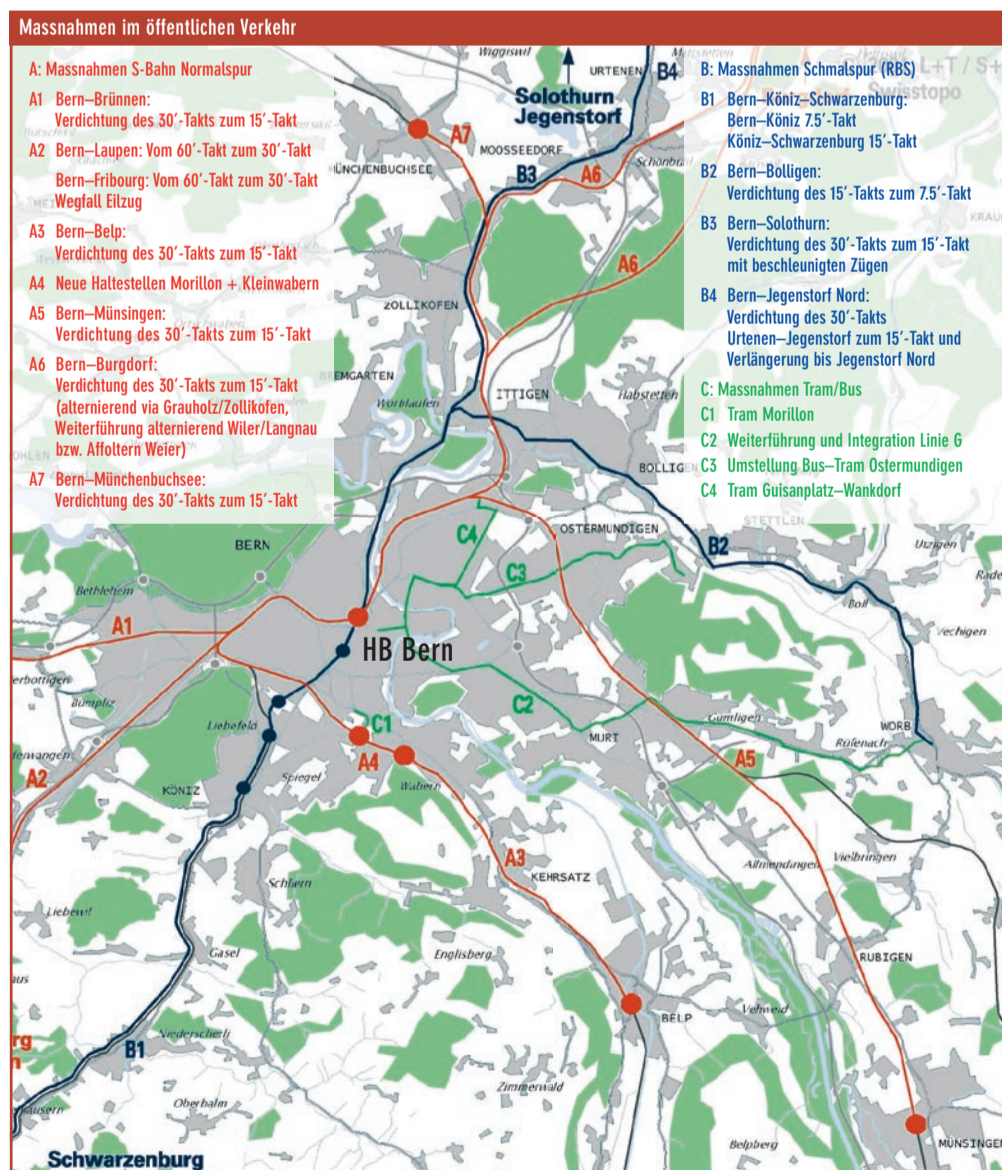 Massnahmen im öffentlichen Verkehr
A: Massnahmen S-Bahn Normalspur
A1 Bern–Brünnen:
Verdichtung des 30'-Takts zum 15'-Takt
A2 Bern–Laupen: Vom 60'-Takt zum 30'-Takt
Bern–Fribourg: Vom 60'-Takt zum 30'-Takt
Wegfall Eilzug
A3 Bern–Belp:
Verdichtung des 30'-Takts zum 15'-Takt
A4 Neue Haltestellen Morillon + Kleinwabern
A5 Bern–Münsingen:
Verdichtung des 30'-Takts zum 15'-Takt
A6 Bern–Burgdorf:
Verdichtung des 30'-Takts zum 15'-Takt
(alternierend via Grauholz/Zollikofen,
Weiterführung alternierend Wiler/Langnau
bzw. Affoltern Weier)
A7 Bern–Münchenbuchsee:
Verdichtung des 30'-Takts zum 15'-Takt
B: Massnahmen Schmalspur (RBS)
B1 Bern–Köniz–Schwarzenburg:
Bern–Köniz 7.5'-Takt
Köniz–Schwarzenburg 15'-Takt
B2 Bern–Bolligen:
Verdichtung des 15'-Takts zum 7.5'-Takt
B3 Bern–Solothurn:
Verdichtung des 30'-Takts zum 15'-Takt
mit beschleunigten Zügen
B4 Bern–Jegenstorf Nord:
Verdichtung des 30'-Takts
Urtenen–Jegenstorf zum 15'-Takt und
Verlängerung bis Jegenstorf Nord
C: Massnahmen Tram/Bus
C1 Tram Morillon
C2 Weiterführung und Integration Linie G
C3 Umstellung Bus–Tram Ostermundigen
C4 Tram Guisanplatz–Wankdorf
Wiggiswil
Mattstetten
L+T / S+
Swisstopo
URTENEN
B4
Solothurn
Jegenstorf
A7
MOOSSEEDORF
Schönbühl
MÜNCHENBUCHSEE
B3
A6
KRAUC
A6
ZOLLIKOFEN
BREMGARTEN
ITTIGEN
Habstetten
Worblaufen
BOLLIGEN
STETTLEN
C4
OSTERMUNDIGEN
Utzigen
BERN
B2
C3
Rade
Bethlehem
Boll
A1
HB Bern
Vechigen
erbottigen
Bümpliz
C2
Liebefeld
C1
MURI
Gümligen
WORB
Rüfenach
fenwangen
A4
A5
A2
KÖNIZ
Spiegel
Wabern
A3
KEHRSATZ
Allmendingen
Vielbringen
Schliern
Liebewil
Gasel
Englisberg
RUBIGEN
aus
Vehweid
BELP
rg
n
B1
Niederscherli
Zimmerwald
Oberbalm
äusern
Belpberg
MÜNSINGEN
Schwarzenburg